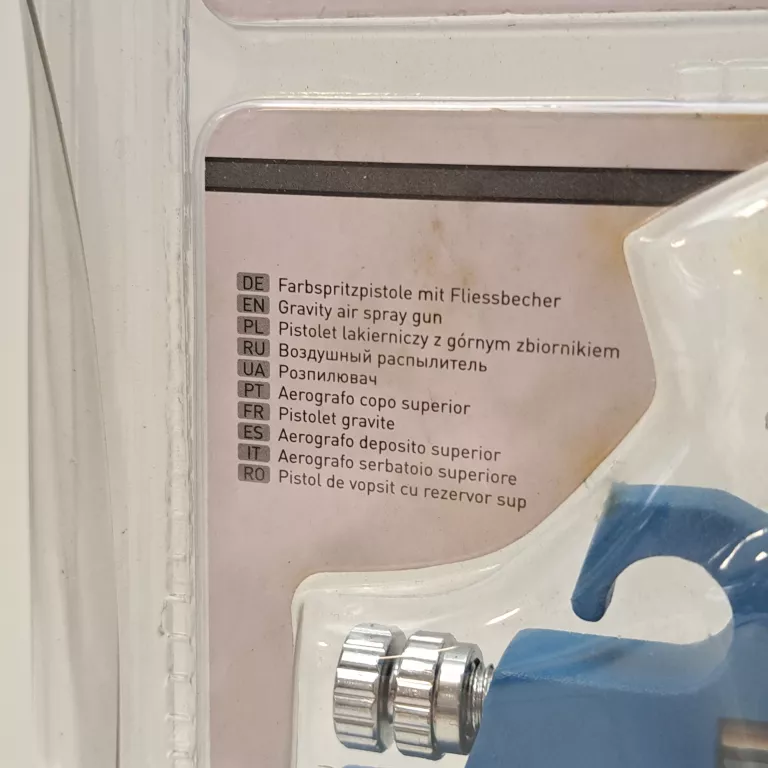 DE Farbspritzpistole mit Fliessbecher
EN Gravity air spray gun
PL Pistolet lakierniczy z górnym zbiornikiem
RU Воздушный распылитель
UA Розпилювач
PT Aerografo copo superior
FR Pistolet gravite
ES Aerografo deposito superior
IT Aerografo serbatoio superiore
RO Pistol de vopsit cu rezervor sup